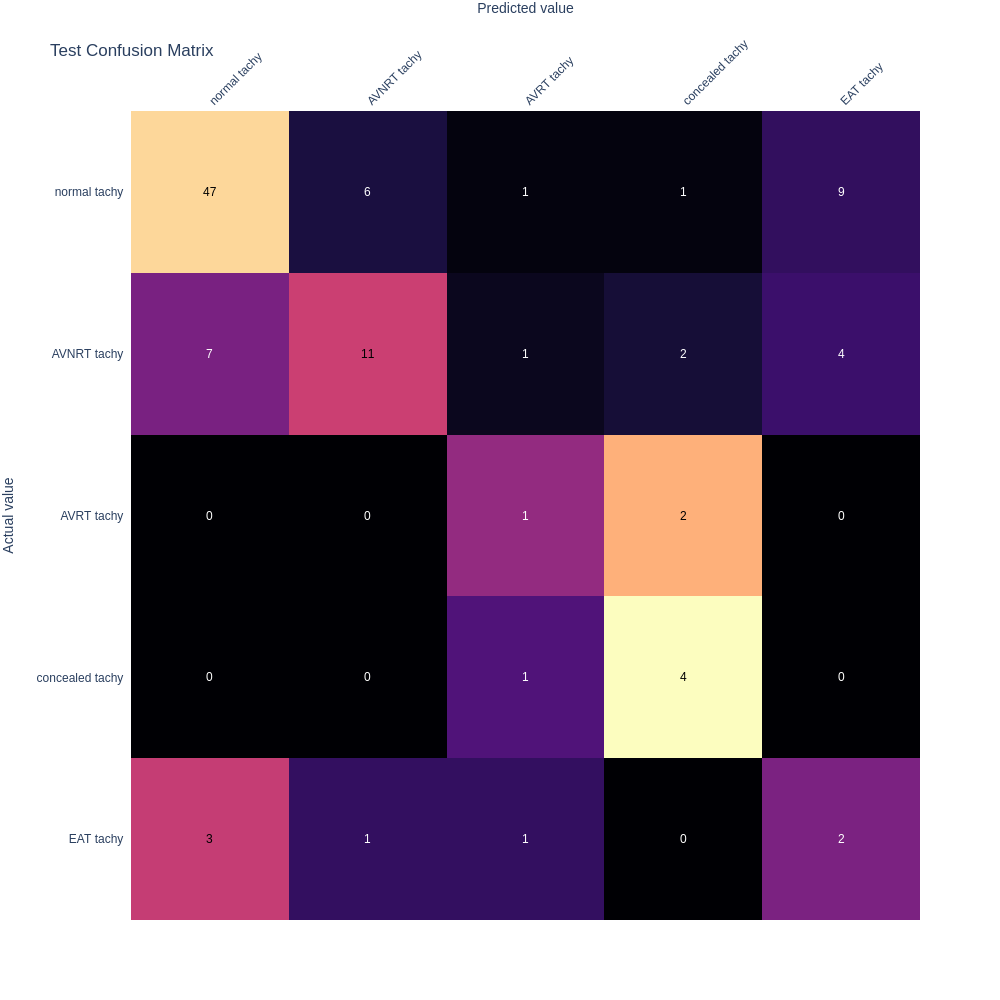 Predicted value
Test Confusion Matrix
normal tachy AVNRT tachy AVRT tachy concealed tachy EAT tachy
normal tachy 47 6 1 1 9
AVNRT tachy 7 11 1 2 4
AVRT tachy 0 0 1 2 0
concealed tachy 0 0 1 4 0
EAT tachy 3 1 1 0 2
Actual value